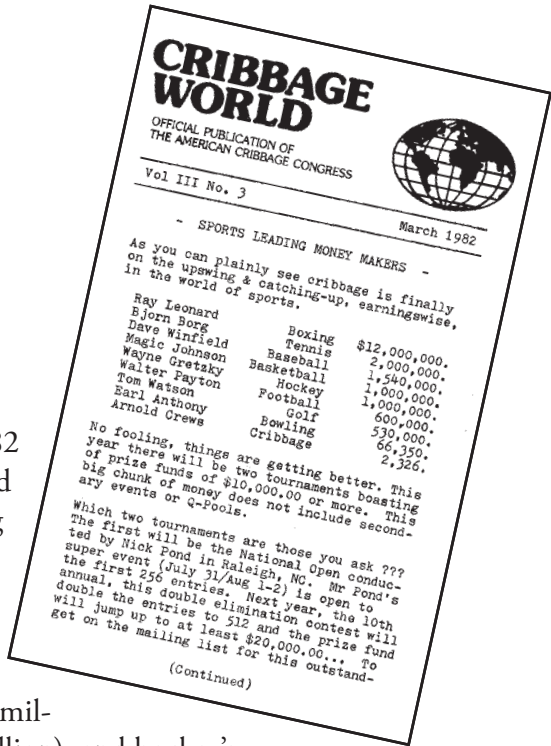 CRIBBAGE
WORLD
OFFICIAL PUBLICATION OF
THE AMERICAN CRIBBAGE CONGRESS
Vol III No. 3 March 1982
- SPORTS LEADING MONEY MAKERS -
As you can plainly see cribbage is finally
on the upswing & catching-up, earningswise,
in the world of sports.
Ray Leonard Boxing $12,000,000.
Bjorn Borg Tennis 2,000,000.
Dave Winfield Baseball 1,540,000.
Magic Johnson Basketball 1,000,000.
Wayne Gretzky Hockey 1,000,000.
Walter Payton Football 600,000.
Tom Watson Golf 530,000.
Earl Anthony Bowling 66,350.
Arnold Crews Cribbage 2,326.
No fooling, things are getting better. This
year there will be two tournaments boasting
of prize funds of $10,000.00 or more. This
big chunk of money does not include second-
ary events or Q-Pools.
Which two tournaments are those you ask ???
The first will be the National Open conduc-
ted by Nick Pond in Raleigh, NC. Mr Pond's
super event (July 31/Aug 1-2) is open to
the first 256 entries. Next year, the 10th
annual, this double elimination contest will
double the entries to 512 and the prize fund
will jump up to at least $20,000.00... To
get on the mailing list for this outstand-
(Continued)
d
g
mil-